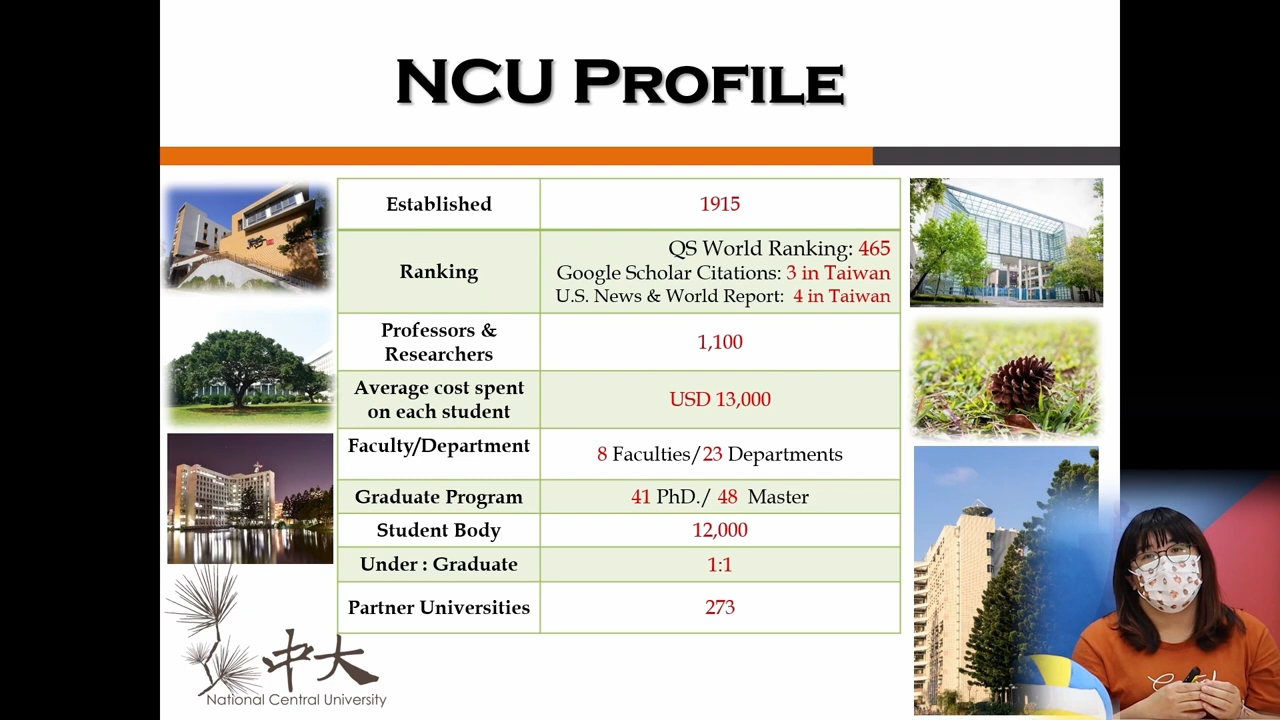 NCU PROFILE
Established
1915
Ranking
QS World Ranking: 465
Google Scholar Citations: 3 in Taiwan
U.S. News & World Report: 4 in Taiwan
Professors &
Researchers
1,100
Average cost spent
on each student
USD 13,000
Faculty/Department
8 Faculties/23 Departments
Graduate Program
41 PhD./ 48 Master
Student Body
12,000
Under : Graduate
1:1
Partner Universities
273
中大
National Central University